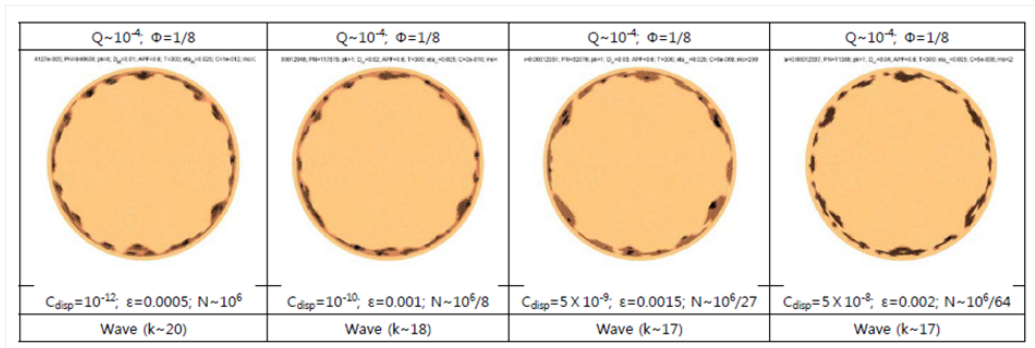 Q~10⁻⁴; Φ=1/8
Q~10⁻⁴; Φ=1/8
Q~10⁻⁴; Φ=1/8
Q~10⁻⁴; Φ=1/8
C_disp=10⁻¹²; ε=0.0005; N~10⁶
C_disp=10⁻¹⁰; ε=0.001; N~10⁶/8
C_disp=5 X 10⁻⁹; ε=0.0015; N~10⁶/27
C_disp=5 X 10⁻⁸; ε=0.002; N~10⁶/64
Wave (k~20)
Wave (k~18)
Wave (k~17)
Wave (k~17)